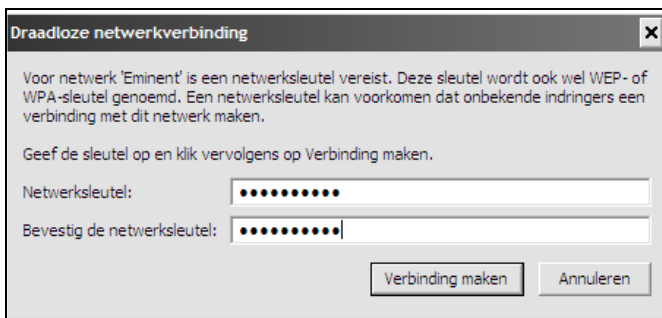 Draadloze netwerkverbinding
Voor netwerk 'Eminent' is een netwerksleutel vereist. Deze sleutel wordt ook wel WEP- of
WPA-sleutel genoemd. Een netwerksleutel kan voorkomen dat onbekende indringers een
verbinding met dit netwerk maken.
Geef de sleutel op en klik vervolgens op Verbinding maken.
Netwerksleutel: ••••••••••
Bevestig de netwerksleutel: ••••••••••
Verbinding maken Annuleren